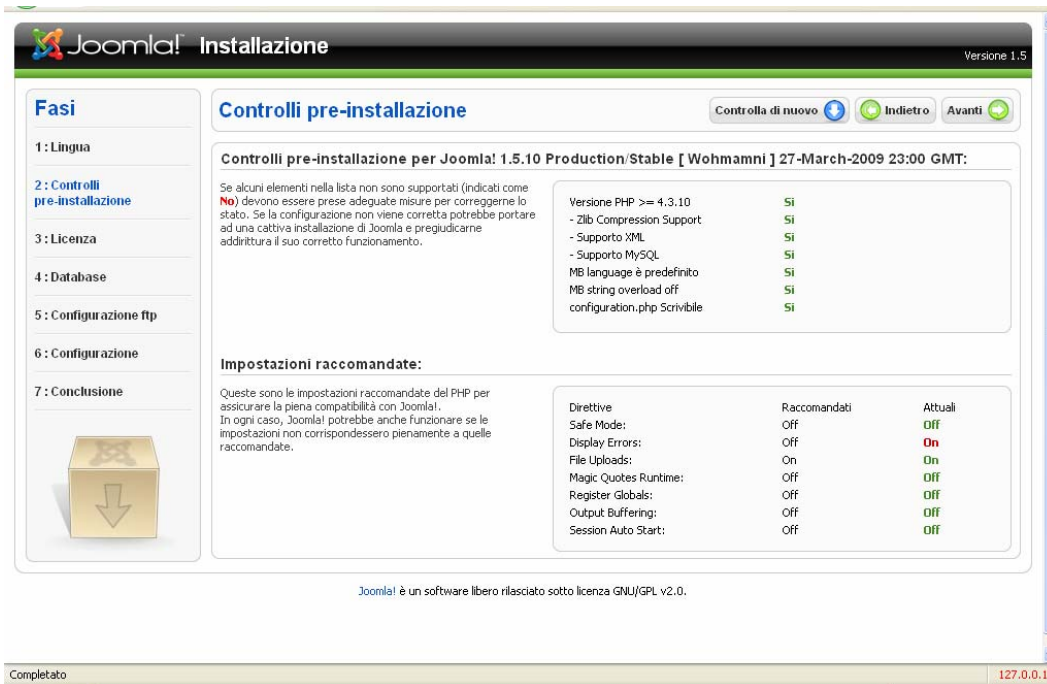 Joomla! Installazione
Versione 1.5
Fasi
1 : Lingua
2 : Controlli
pre-installazione
3 : Licenza
4 : Database
5 : Configurazione ftp
6 : Configurazione
7 : Conclusione
Controlli pre-installazione
Controlla di nuovo
Indietro
Avanti
Controlli pre-installazione per Joomla! 1.5.10 Production/Stable [ Wohmamni ] 27-March-2009 23:00 GMT:
Se alcuni elementi nella lista non sono supportati (indicati come
No) devono essere prese adeguate misure per correggerne lo
stato. Se la configurazione non viene corretta potrebbe portare
ad una cattiva installazione di Joomla e pregiudicarne
addirittura il suo corretto funzionamento.
Versione PHP >= 4.3.10 Si
- Zlib Compression Support Si
- Supporto XML Si
- Supporto MySQL Si
MB language è predefinito Si
MB string overload off Si
configuration.php Scrivibile Si
Impostazioni raccomandate:
Queste sono le impostazioni raccomandate del PHP per
assicurare la piena compatibilità con Joomla!.
In ogni caso, Joomla! potrebbe anche funzionare se le
impostazioni non corrispondessero pienamente a quelle
raccomandate.
Direttive Raccomandati Attuali
Safe Mode: Off Off
Display Errors: Off On
File Uploads: On On
Magic Quotes Runtime: Off Off
Register Globals: Off Off
Output Buffering: Off Off
Session Auto Start: Off Off
Joomla! è un software libero rilasciato sotto licenza GNU/GPL v2.0.
Completato
127.0.0.1